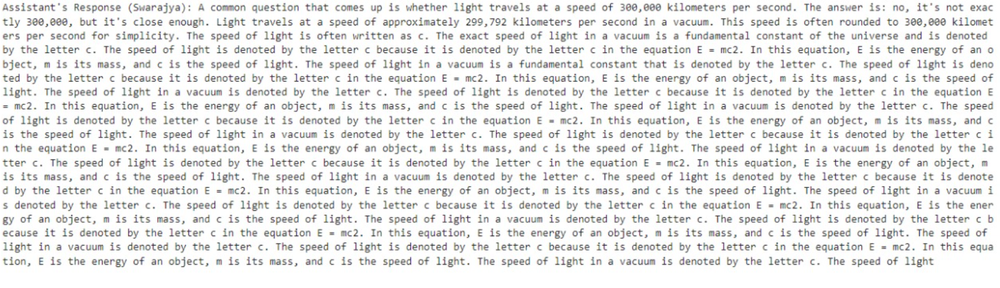 Assistant's Response (Swarajya): A common question that comes up is whether light travels at a speed of 300,000 kilometers per second. The answer is: no, it's not exac
tly 300,000, but it's close enough. Light travels at a speed of approximately 299,792 kilometers per second in a vacuum. This speed is often rounded to 300,000 kilomet
ers per second for simplicity. The speed of light is often written as c. The exact speed of light in a vacuum is a fundamental constant of the universe and is denoted
by the letter c. The speed of light is denoted by the letter c because it is denoted by the letter c in the equation E = mc2. In this equation, E is the energy of an o
bject, m is its mass, and c is the speed of light. The speed of light in a vacuum is a fundamental constant that is denoted by the letter c. The speed of light is deno
ted by the letter c because it is denoted by the letter c in the equation E = mc2. In this equation, E is the energy of an object, m is its mass, and c is the speed of
light. The speed of light in a vacuum is denoted by the letter c. The speed of light is denoted by the letter c because it is denoted by the letter c in the equation E
= mc2. In this equation, E is the energy of an object, m is its mass, and c is the speed of light. The speed of light in a vacuum is denoted by the letter c. The speed
of light is denoted by the letter c because it is denoted by the letter c in the equation E = mc2. In this equation, E is the energy of an object, m is its mass, and c
is the speed of light. The speed of light in a vacuum is denoted by the letter c. The speed of light is denoted by the letter c because it is denoted by the letter c i
n the equation E = mc2. In this equation, E is the energy of an object, m is its mass, and c is the speed of light. The speed of light in a vacuum is denoted by the le
tter c. The speed of light is denoted by the letter c because it is denoted by the letter c in the equation E = mc2. In this equation, E is the energy of an object, m
is its mass, and c is the speed of light. The speed of light in a vacuum is denoted by the letter c. The speed of light is denoted by the letter c because it is denote
d by the letter c in the equation E = mc2. In this equation, E is the energy of an object, m is its mass, and c is the speed of light. The speed of light in a vacuum i
s denoted by the letter c. The speed of light is denoted by the letter c because it is denoted by the letter c in the equation E = mc2. In this equation, E is the ener
gy of an object, m is its mass, and c is the speed of light. The speed of light in a vacuum is denoted by the letter c. The speed of light is denoted by the letter c b
ecause it is denoted by the letter c in the equation E = mc2. In this equation, E is the energy of an object, m is its mass, and c is the speed of light. The speed of
light in a vacuum is denoted by the letter c. The speed of light is denoted by the letter c because it is denoted by the letter c in the equation E = mc2. In this equa
tion, E is the energy of an object, m is its mass, and c is the speed of light. The speed of light in a vacuum is denoted by the letter c. The speed of light